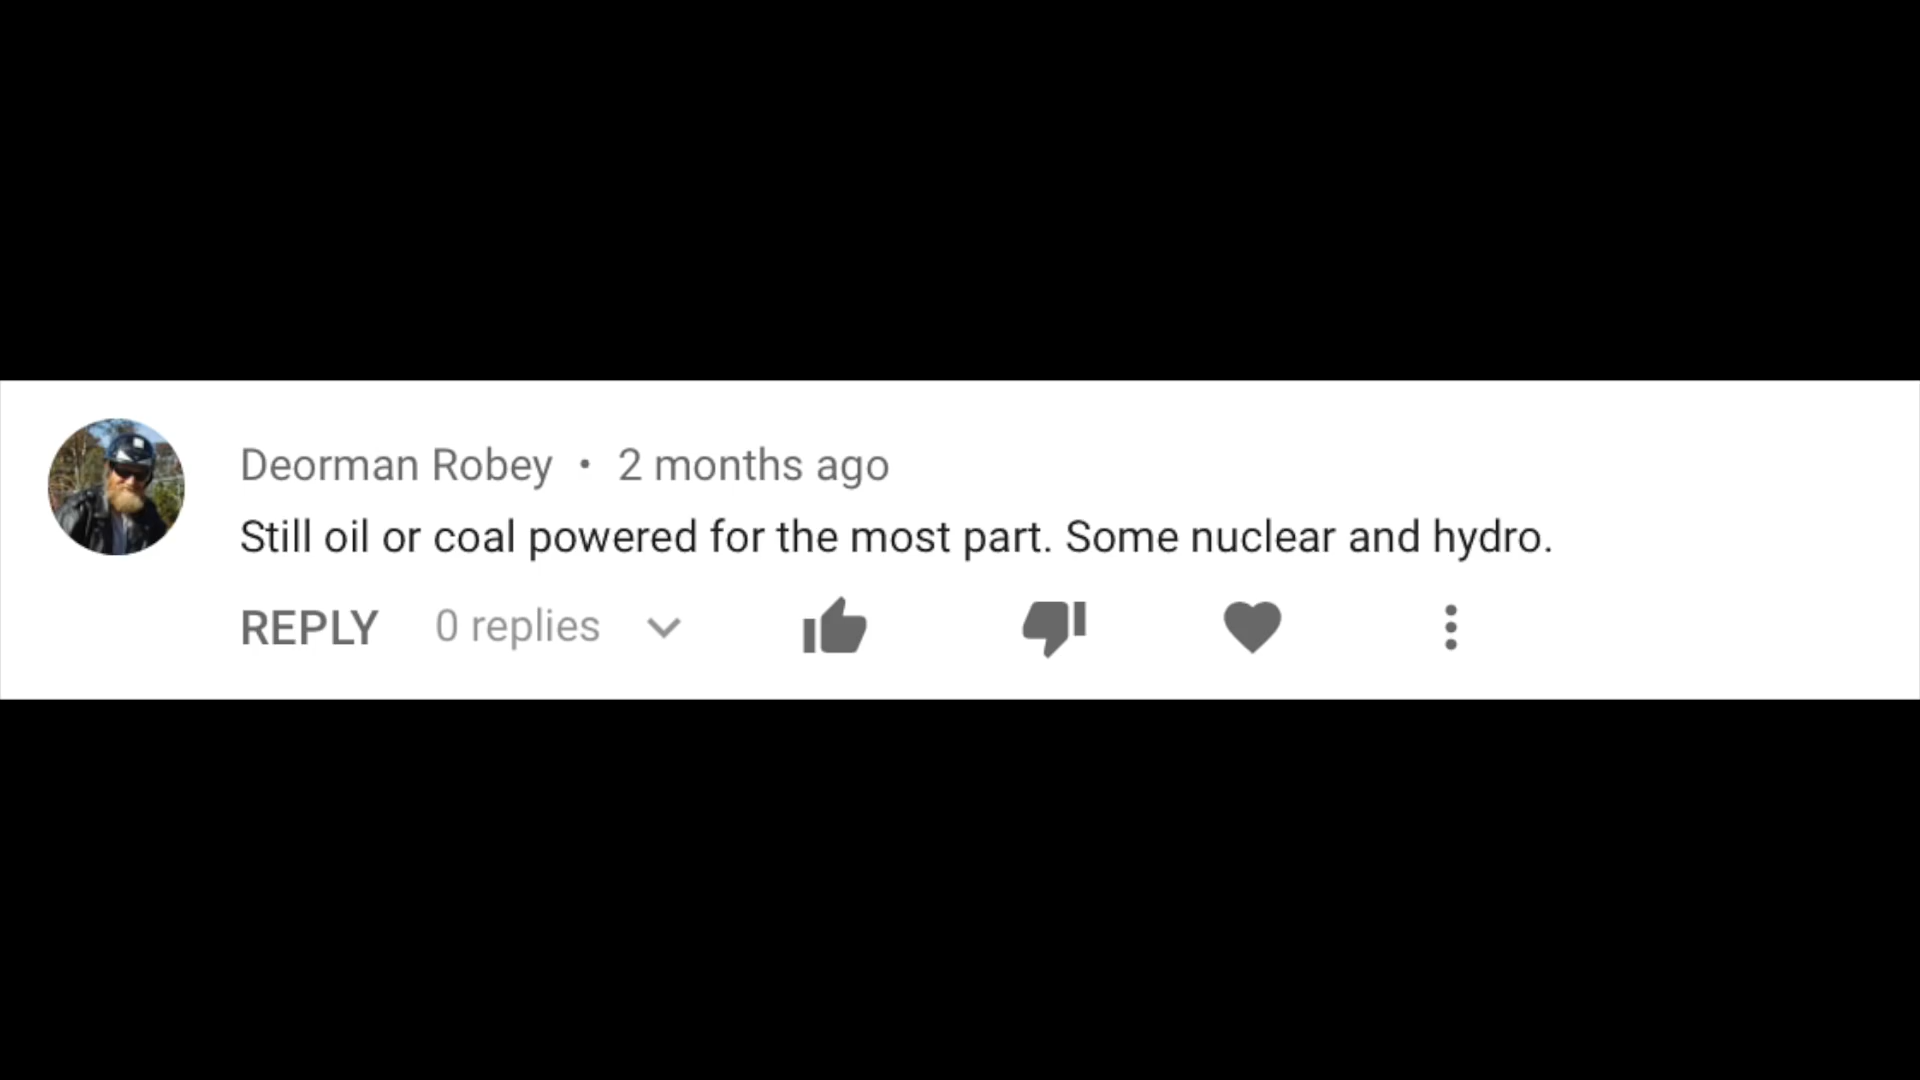 Deorman Robey • 2 months ago
Still oil or coal powered for the most part. Some nuclear and hydro.
REPLY 0 replies